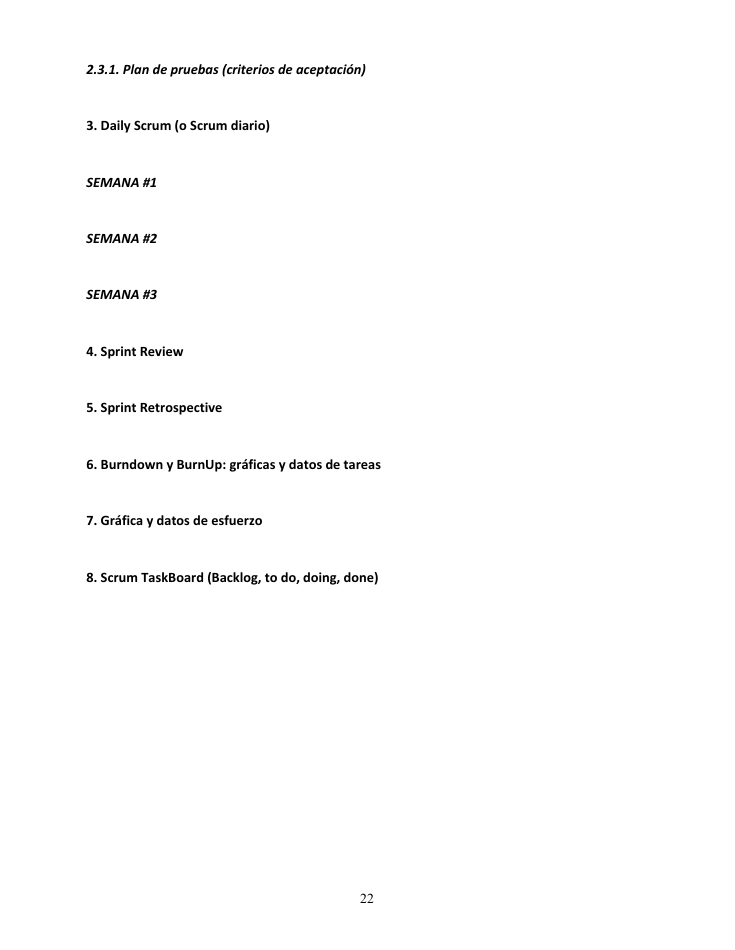 2.3.1. Plan de pruebas (criterios de aceptación)
3. Daily Scrum (o Scrum diario)
SEMANA #1
SEMANA #2
SEMANA #3
4. Sprint Review
5. Sprint Retrospective
6. Burndown y BurnUp: gráficas y datos de tareas
7. Gráfica y datos de esfuerzo
8. Scrum TaskBoard (Backlog, to do, doing, done)
22